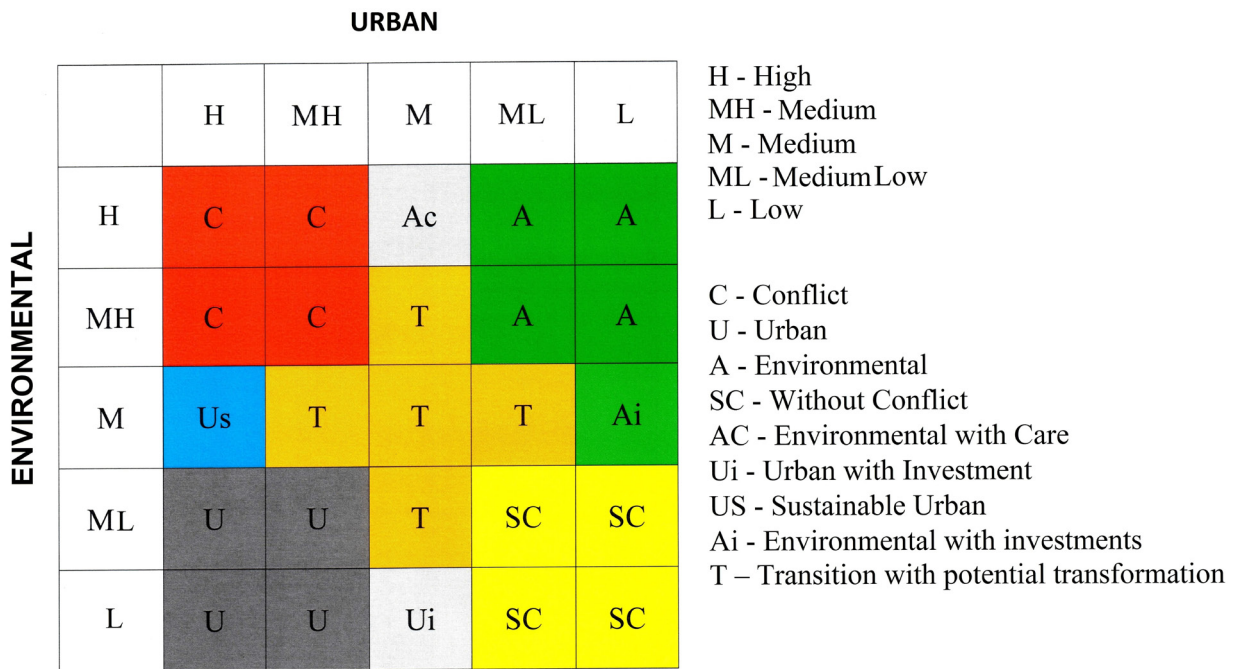 URBAN
H MH M ML L
ENVIRONMENTAL
H C C Ac A A
MH C C T A A
M Us T T T Ai
ML U U T SC SC
L U U Ui SC SC
H - High
MH - Medium
M - Medium
ML - Medium Low
L - Low
C - Conflict
U - Urban
A - Environmental
SC - Without Conflict
AC - Environmental with Care
Ui - Urban with Investment
US - Sustainable Urban
Ai - Environmental with investments
T – Transition with potential transformation